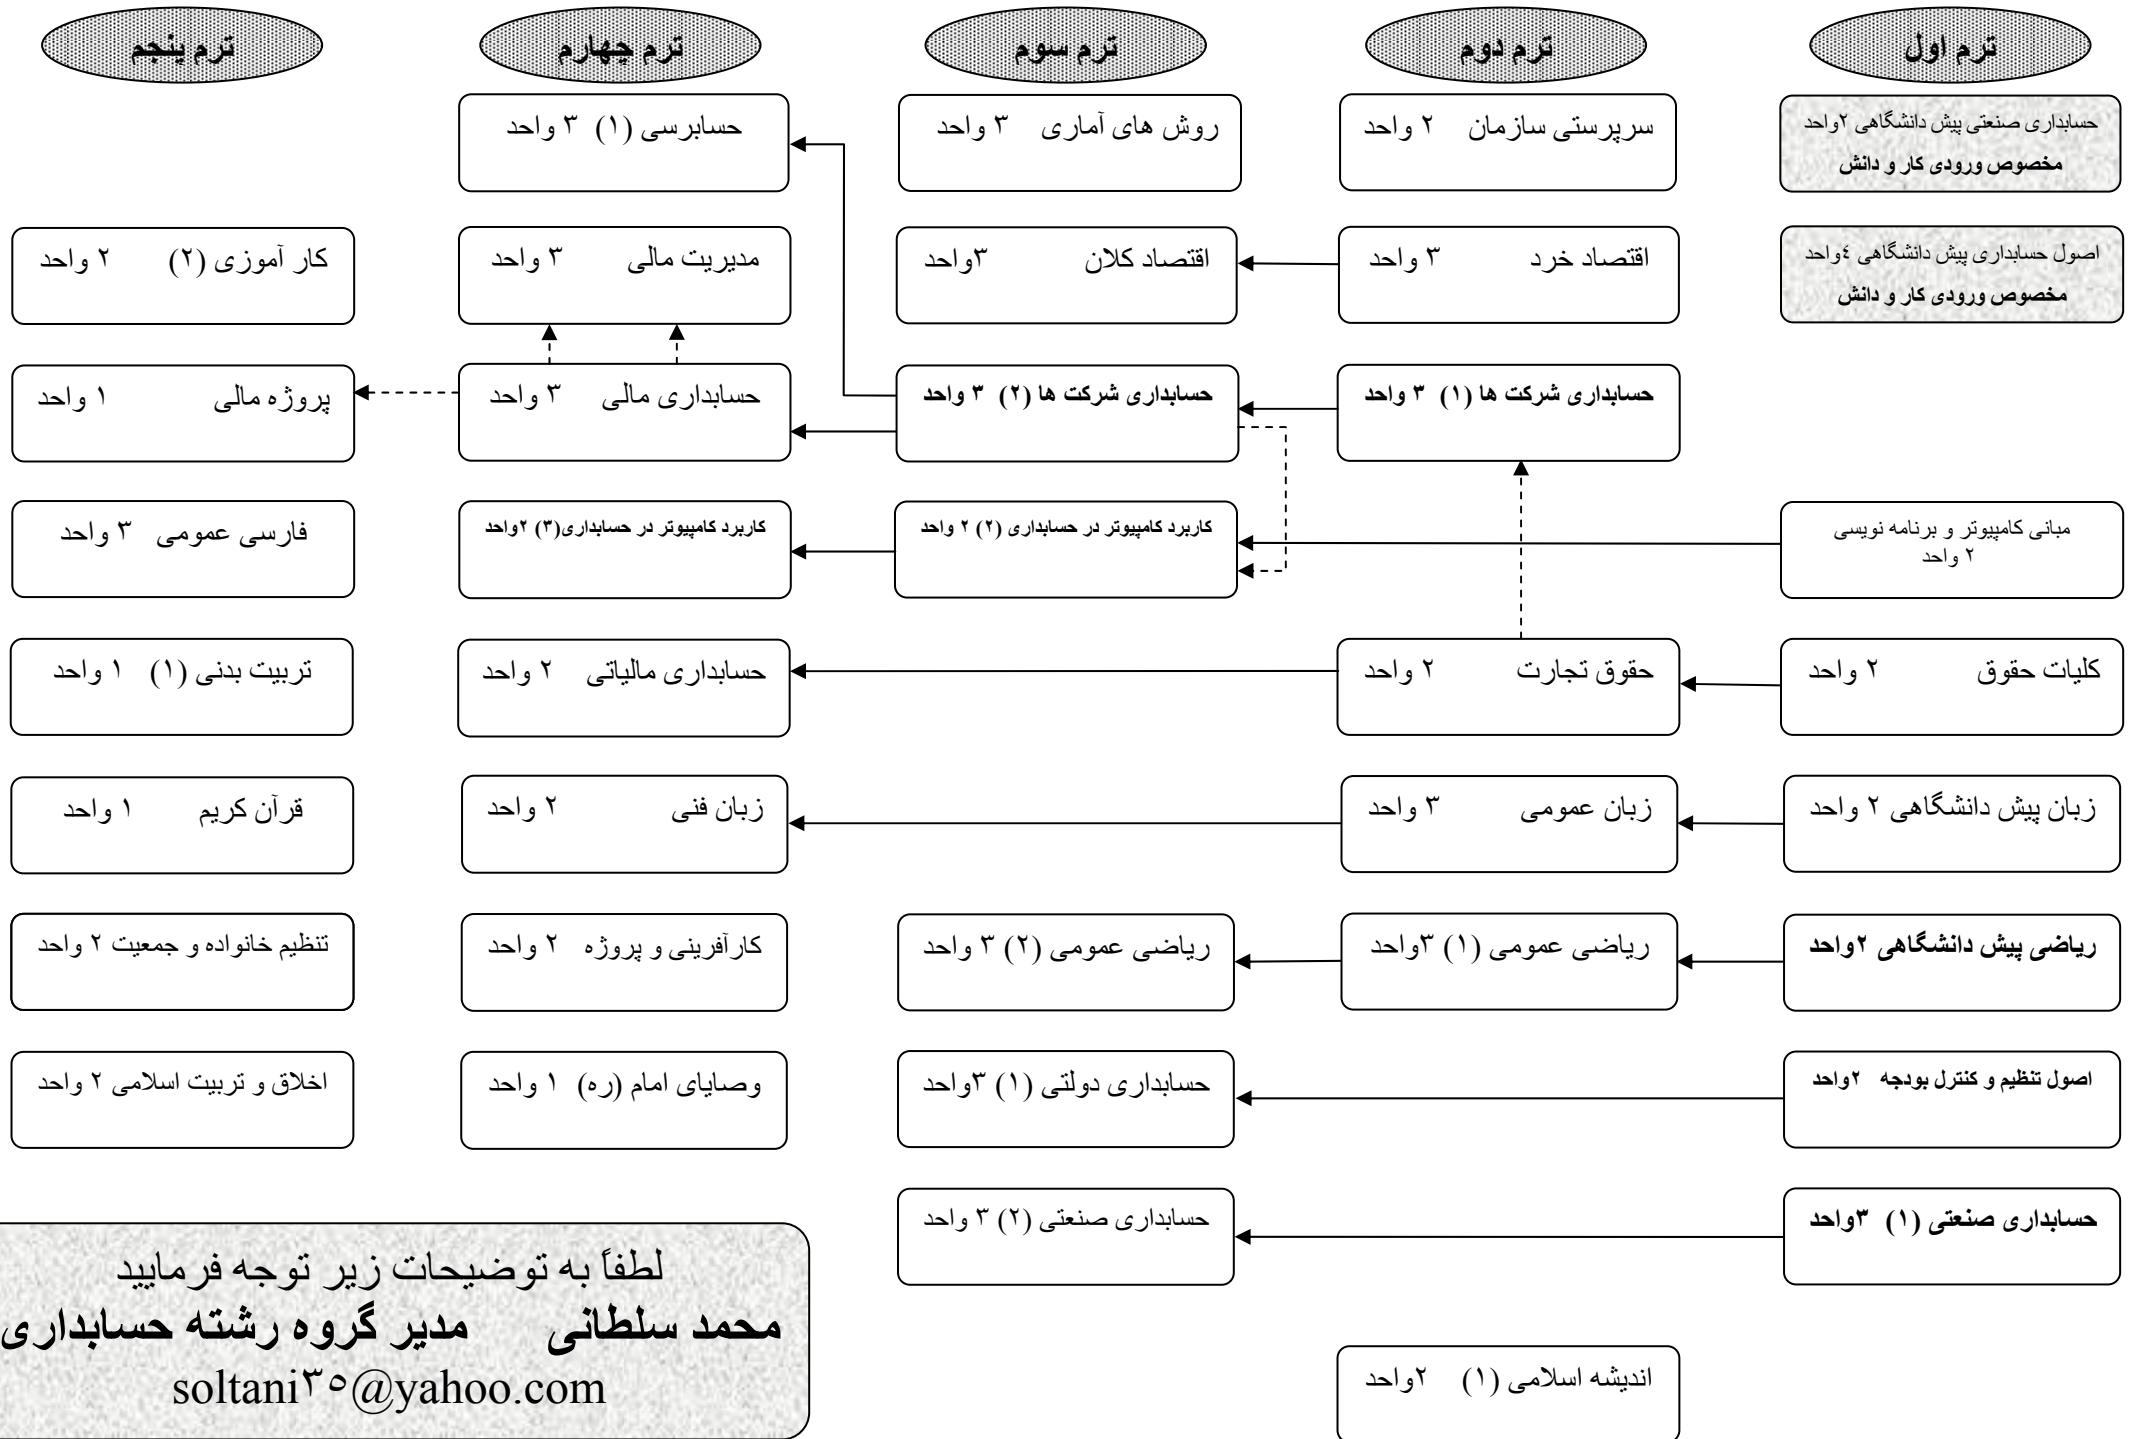 ترم اول
ترم دوم
ترم سوم
ترم چهارم
ترم پنجم
حسابداری صنعتی پیش دانشگاهی ۲واحد
مخصوص ورودی کار و دانش
سرپرستی سازمان ۲ واحد
روش های آماری ۳ واحد
حسابرسی (۱) ۳ واحد
اصول حسابداری پیش دانشگاهی ٤واحد
مخصوص ورودی کار و دانش
اقتصاد خرد ۳ واحد
اقتصاد کلان ۳واحد
مدیریت مالی ۳ واحد
کار آموزی (۲) ۲ واحد
حسابداری شرکت ها (۱) ۳ واحد
حسابداری شرکت ها (۲) ۳ واحد
حسابداری مالی ۳ واحد
پروژه مالی ۱ واحد
مبانی کامپیوتر و برنامه نویسی
۲ واحد
کاربرد کامپیوتر در حسابداری (۲) ۲ واحد
کاربرد کامپیوتر در حسابداری(۳) ۲واحد
فارسی عمومی ۳ واحد
کلیات حقوق ۲ واحد
حقوق تجارت ۲ واحد
حسابداری مالیاتی ۲ واحد
تربیت بدنی (۱) ۱ واحد
زبان پیش دانشگاهی ۲ واحد
زبان عمومی ۳ واحد
زبان فنی ۲ واحد
قرآن کریم ۱ واحد
ریاضی پیش دانشگاهی ۲واحد
ریاضی عمومی (۱) ۳واحد
ریاضی عمومی (۲) ۳ واحد
کارآفرینی و پروژه ۲ واحد
تنظیم خانواده و جمعیت ۲ واحد
اصول تنظیم و کنترل بودجه ۲واحد
حسابداری دولتی (۱) ۳واحد
وصایای امام (ره) ۱ واحد
اخلاق و تربیت اسلامی ۲ واحد
حسابداری صنعتی (۱) ۳واحد
حسابداری صنعتی (۲) ۳ واحد
اندیشه اسلامی (۱) ۲واحد
لطفاً به توضیحات زیر توجه فرمایید
محمد سلطانی مدیر گروه رشته حسابداری
soltani۳٥@yahoo.com